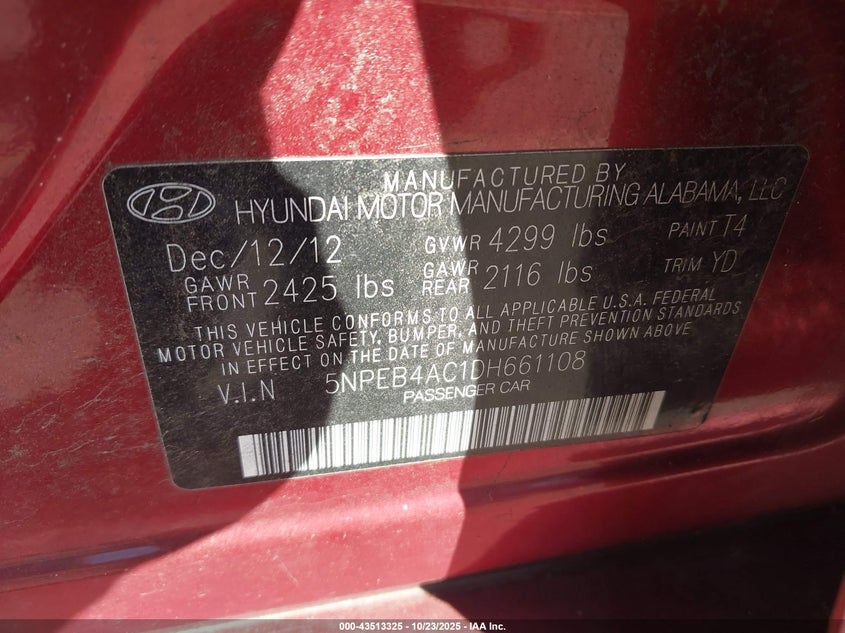 MANUFACTURED BY
HYUNDAI MOTOR MANUFACTURING ALABAMA, LLC
Dec/12/12 GVWR 4299 lbs PAINT T4
GAWR FRONT 2425 lbs GAWR REAR 2116 lbs TRIM YD
THIS VEHICLE CONFORMS TO ALL APPLICABLE U.S.A. FEDERAL
MOTOR VEHICLE SAFETY, BUMPER, AND THEFT PREVENTION STANDARDS
IN EFFECT ON THE DATE OF MANUFACTURE SHOWN ABOVE
V.I.N 5NPEB4AC1DH661108
PASSENGER CAR
000-43513325 - 10/23/2025 - IAA Inc.